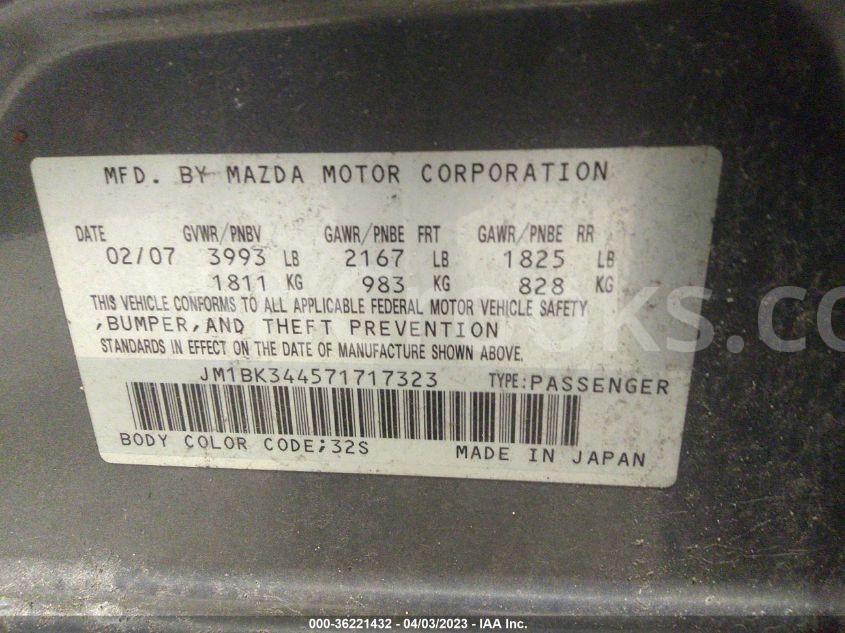 MFD. BY MAZDA MOTOR CORPORATION
DATE GVWR/PNBV GAWR/PNBE FRT GAWR/PNBE RR
02/07 3993 LB 2167 LB 1825 LB
1811 KG 983 KG 828 KG
THIS VEHICLE CONFORMS TO ALL APPLICABLE FEDERAL MOTOR VEHICLE SAFETY
,BUMPER,AND THEFT PREVENTION
STANDARDS IN EFFECT ON THE DATE OF MANUFACTURE SHOWN ABOVE.
JM1BK344571717323 TYPE:PASSENGER
BODY COLOR CODE;32S MADE IN JAPAN
000-36221432 - 04/03/2023 - IAA Inc.